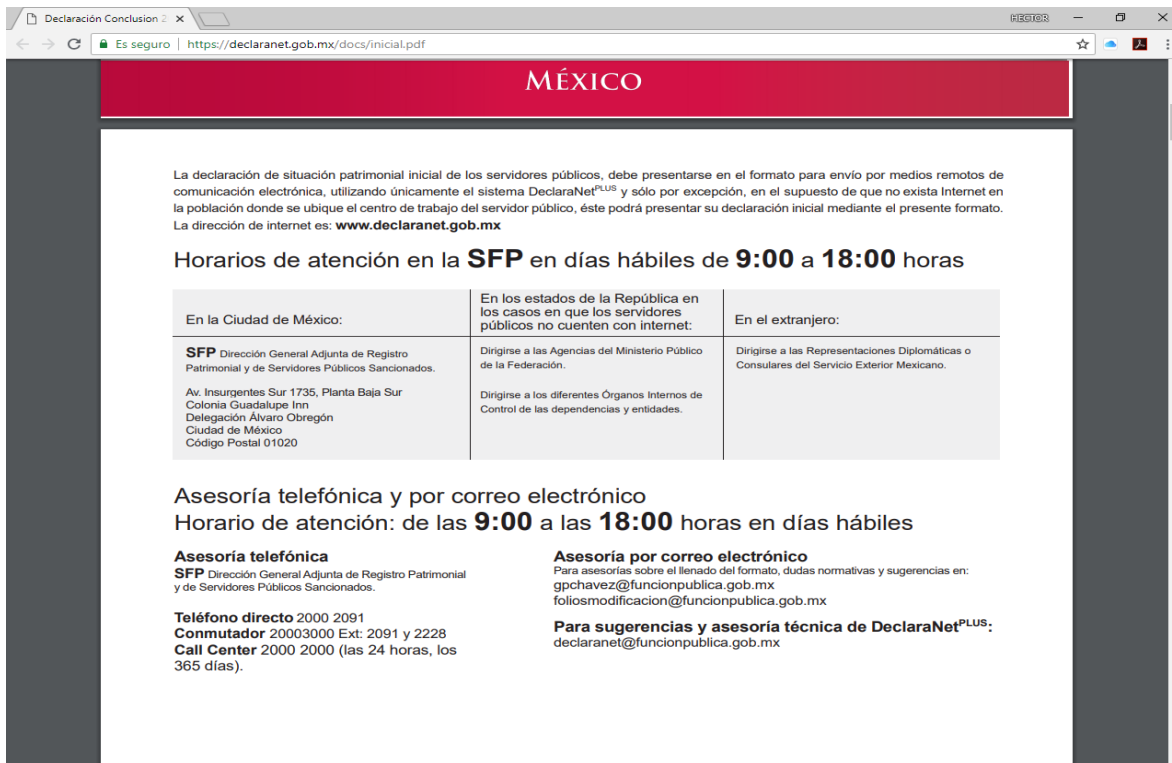 Declaración Conclusion 2
HECTOR
Es seguro | https://declaranet.gob.mx/docs/inicial.pdf
MÉXICO
La declaración de situación patrimonial inicial de los servidores públicos, debe presentarse en el formato para envío por medios remotos de
comunicación electrónica, utilizando únicamente el sistema DeclaraNetPLUS y sólo por excepción, en el supuesto de que no exista Internet en
la población donde se ubique el centro de trabajo del servidor público, éste podrá presentar su declaración inicial mediante el presente formato.
La dirección de internet es: www.declaranet.gob.mx
Horarios de atención en la SFP en días hábiles de 9:00 a 18:00 horas
En la Ciudad de México:
En los estados de la República en
los casos en que los servidores
públicos no cuenten con internet:
En el extranjero:
SFP Dirección General Adjunta de Registro
Patrimonial y de Servidores Públicos Sancionados.
Av. Insurgentes Sur 1735, Planta Baja Sur
Colonia Guadalupe Inn
Delegación Álvaro Obregón
Ciudad de México
Código Postal 01020
Dirigirse a las Agencias del Ministerio Público
de la Federación.
Dirigirse a los diferentes Órganos Internos de
Control de las dependencias y entidades.
Dirigirse a las Representaciones Diplomáticas o
Consulares del Servicio Exterior Mexicano.
Asesoría telefónica y por correo electrónico
Horario de atención: de las 9:00 a las 18:00 horas en días hábiles
Asesoría telefónica
SFP Dirección General Adjunta de Registro Patrimonial
y de Servidores Públicos Sancionados.
Teléfono directo 2000 2091
Conmutador 20003000 Ext: 2091 y 2228
Call Center 2000 2000 (las 24 horas, los
365 días).
Asesoría por correo electrónico
Para asesorías sobre el llenado del formato, dudas normativas y sugerencias en:
gpchavez@funcionpublica.gob.mx
foliosmodificacion@funcionpublica.gob.mx
Para sugerencias y asesoría técnica de DeclaraNetPLUS:
declaranet@funcionpublica.gob.mx